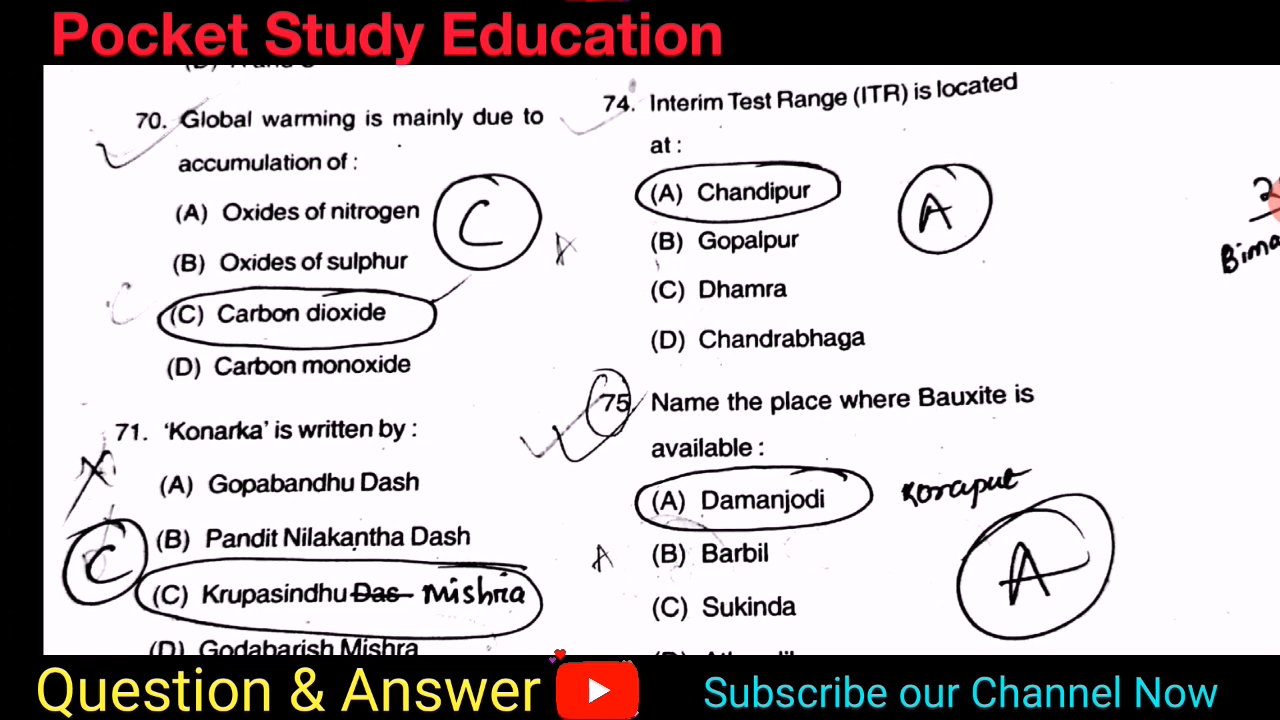 Pocket Study Education
70. Global warming is mainly due to
accumulation of :
(A) Oxides of nitrogen
(B) Oxides of sulphur
(C) Carbon dioxide
(D) Carbon monoxide
C
71. 'Konarka' is written by :
(A) Gopabandhu Dash
(B) Pandit Nilakantha Dash
(C) Krupasindhu Das Mishra
(D) Godabarish Mishra
C
74. Interim Test Range (ITR) is located
at :
(A) Chandipur
(B) Gopalpur
(C) Dhamra
(D) Chandrabhaga
A
75 Name the place where Bauxite is
available :
(A) Damanjodi Koraput
(B) Barbil
(C) Sukinda
A
Question & Answer
Subscribe our Channel Now